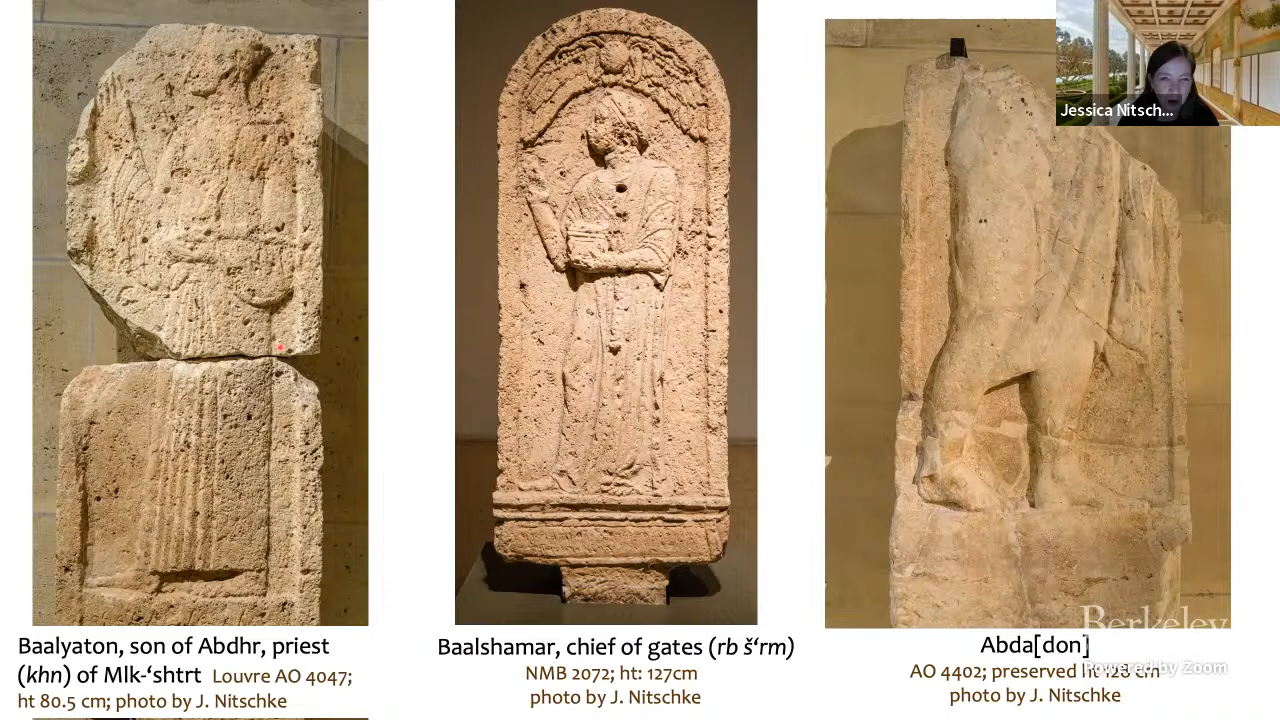 Jessica Nitsch...
Berkeley
Baalyaton, son of Abdhr, priest
(khn) of Mlk-‘shtrt Louvre AO 4047;
ht 80.5 cm; photo by J. Nitschke
Baalshamar, chief of gates (rb š‘rm)
NMB 2072; ht: 127cm
photo by J. Nitschke
Abda[don]
AO 4402; preserved ht 128 cm
photo by J. Nitschke
Powered by Zoom